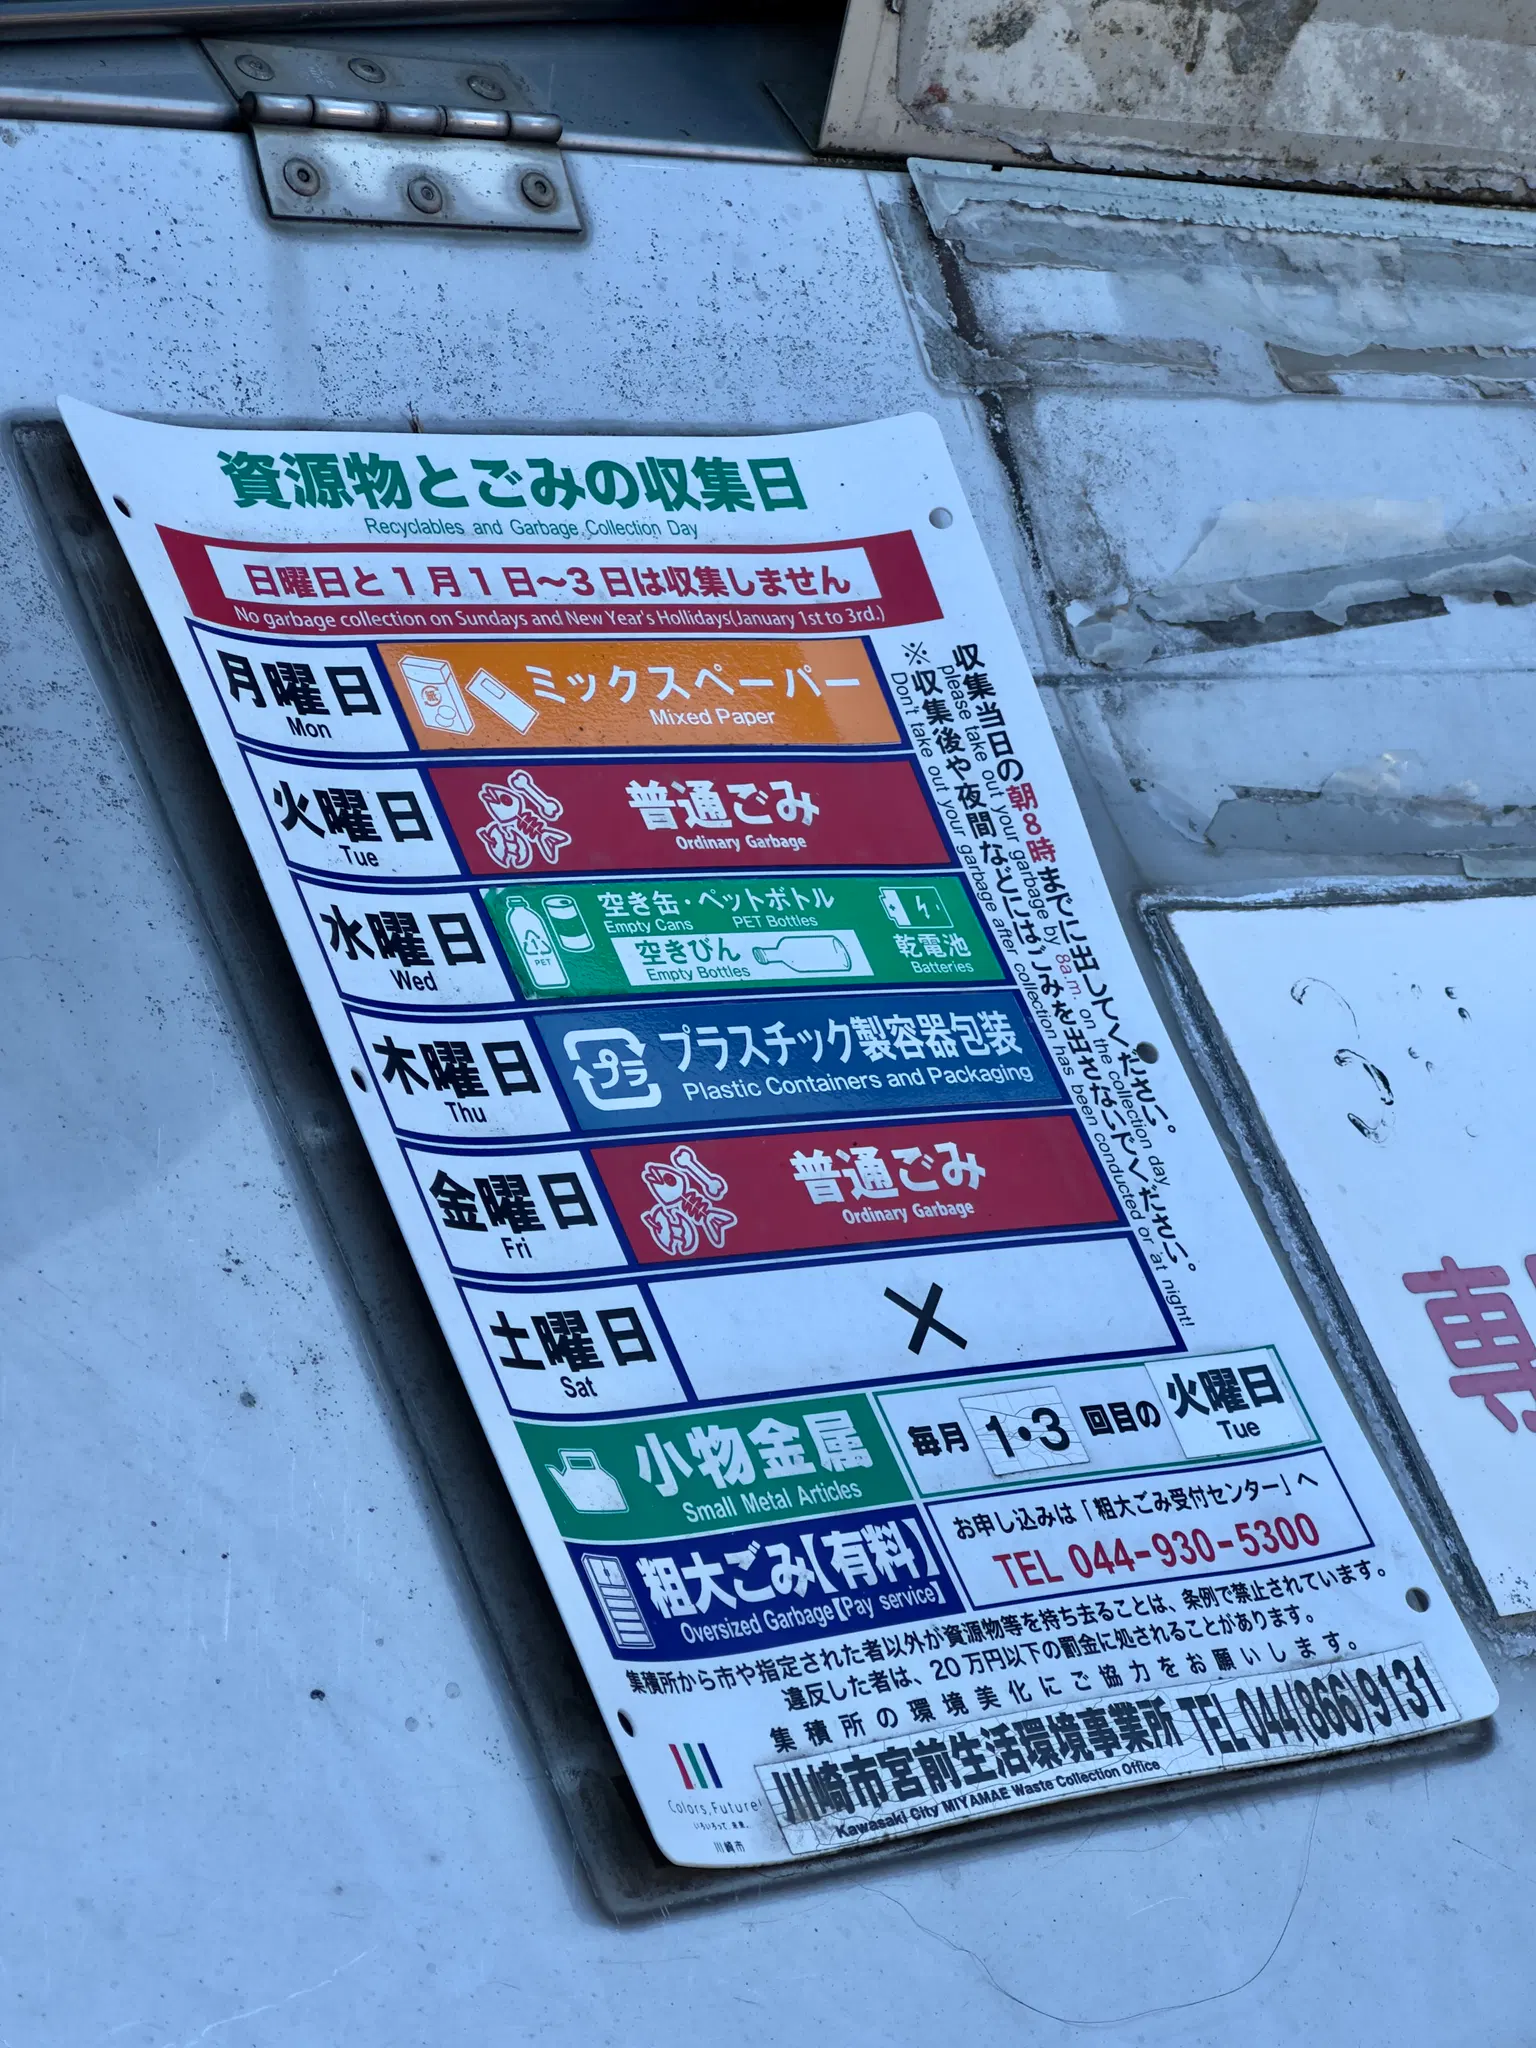 資源物とごみの収集日
Recyclables and Garbage Collection Day
日曜日と1月1日〜3日は収集しません
No garbage collection on Sundays and New Year's Hollidays(January 1st to 3rd.)
月曜日
Mon
ミックスペーパー
Mixed Paper
火曜日
Tue
普通ごみ
Ordinary Garbage
水曜日
Wed
PET
空き缶・ペットボトル
Empty Cans PET Bottles
空きびん
Empty Bottles
乾電池
Batteries
木曜日
Thu
プラ
プラスチック製容器包装
Plastic Containers and Packaging
金曜日
Fri
普通ごみ
Ordinary Garbage
土曜日
Sat
×
収集当日の朝8時までに出してください。
please take out your garbage by 8a.m. on the collection day
※収集後や夜間などにはごみを出さないでください。
Don't take out your garbage after collection has been conducted or at night!
小物金属
Small Metal Articles
毎月 1・3 回目の 火曜日
Tue
粗大ごみ【有料】
Oversized Garbage【Pay service】
お申し込みは「粗大ごみ受付センター」へ
TEL 044-930-5300
集積所から市や指定された者以外が資源物等を持ち去ることは、条例で禁止されています。
違反した者は、20万円以下の罰金に処されることがあります。
集積所の環境美化にご協力をお願いします。
川崎市宮前生活環境事業所 TEL 044(866)9131
Kawasaki City MIYAMAE Waste Collection Office
Colors, Future!
いろいろって、未来。
川崎市
専